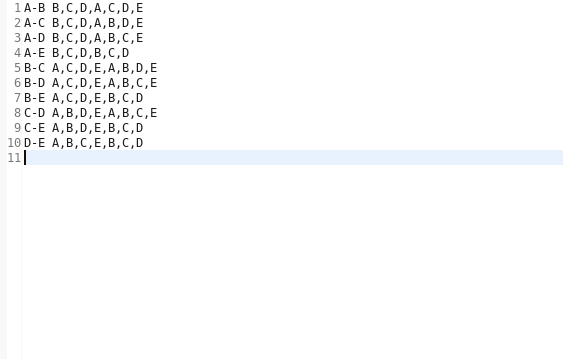 1 A-B B,C,D,A,C,D,E
2 A-C B,C,D,A,B,D,E
3 A-D B,C,D,A,B,C,E
4 A-E B,C,D,B,C,D
5 B-C A,C,D,E,A,B,D,E
6 B-D A,C,D,E,A,B,C,E
7 B-E A,C,D,E,B,C,D
8 C-D A,B,D,E,A,B,C,E
9 C-E A,B,D,E,B,C,D
10 D-E A,B,C,E,B,C,D
11